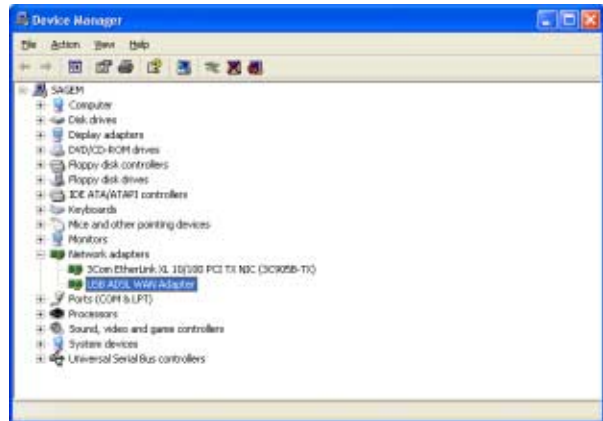 Device Manager
File Action View Help
SAGEM
Computer
Disk drives
Display adapters
DVD/CD-ROM drives
Floppy disk controllers
Floppy disk drives
IDE ATA/ATAPI controllers
Keyboards
Mice and other pointing devices
Monitors
Network adapters
3Com EtherLink XL 10/100 PCI TX NIC (3C905B-TX)
USB ADSL WAN Adapter
Ports (COM & LPT)
Processors
Sound, video and game controllers
System devices
Universal Serial Bus controllers